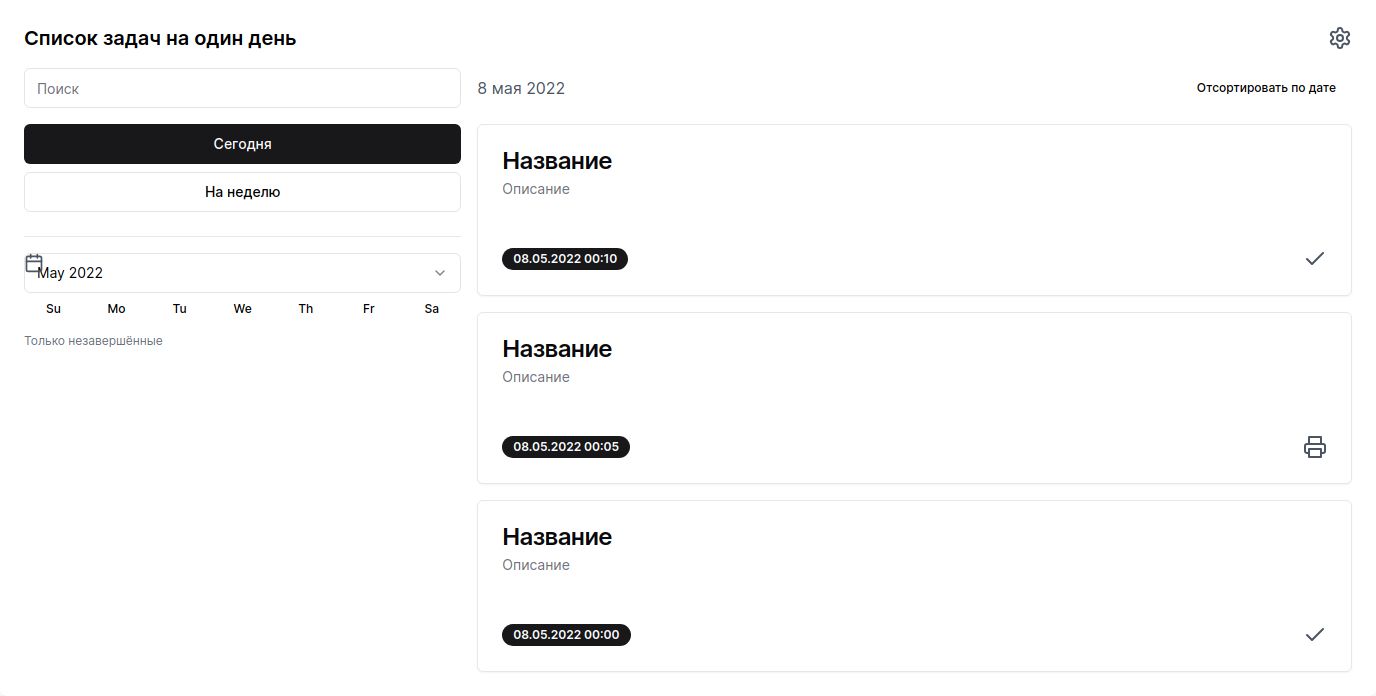 Список задач на один день
Поиск
Сегодня
На неделю
May 2022
Su Mo Tu We Th Fr Sa
Только незавершённые
8 мая 2022
Отсортировать по дате
Название
Описание
08.05.2022 00:10
Название
Описание
08.05.2022 00:05
Название
Описание
08.05.2022 00:00